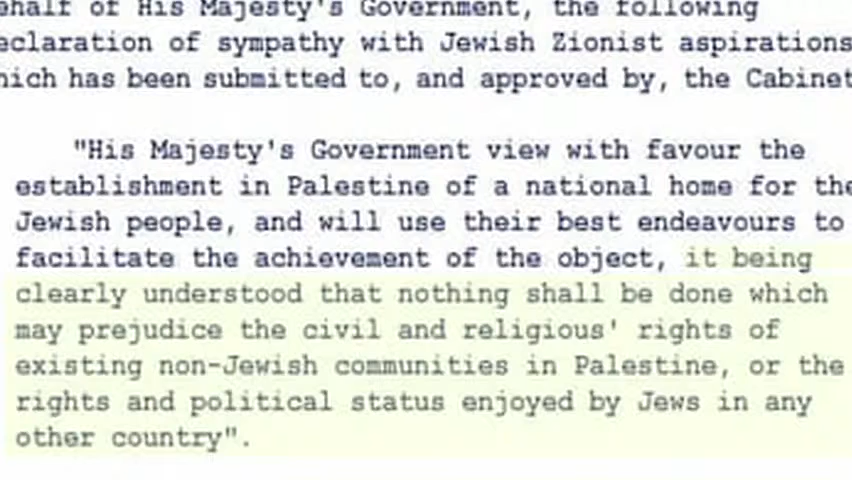 ehalf of His Majesty's Government, the following
eclaration of sympathy with Jewish Zionist aspirations
hich has been submitted to, and approved by, the Cabinet
"His Majesty's Government view with favour the
establishment in Palestine of a national home for the
Jewish people, and will use their best endeavours to
facilitate the achievement of the object, it being
clearly understood that nothing shall be done which
may prejudice the civil and religious' rights of
existing non-Jewish communities in Palestine, or the
rights and political status enjoyed by Jews in any
other country".